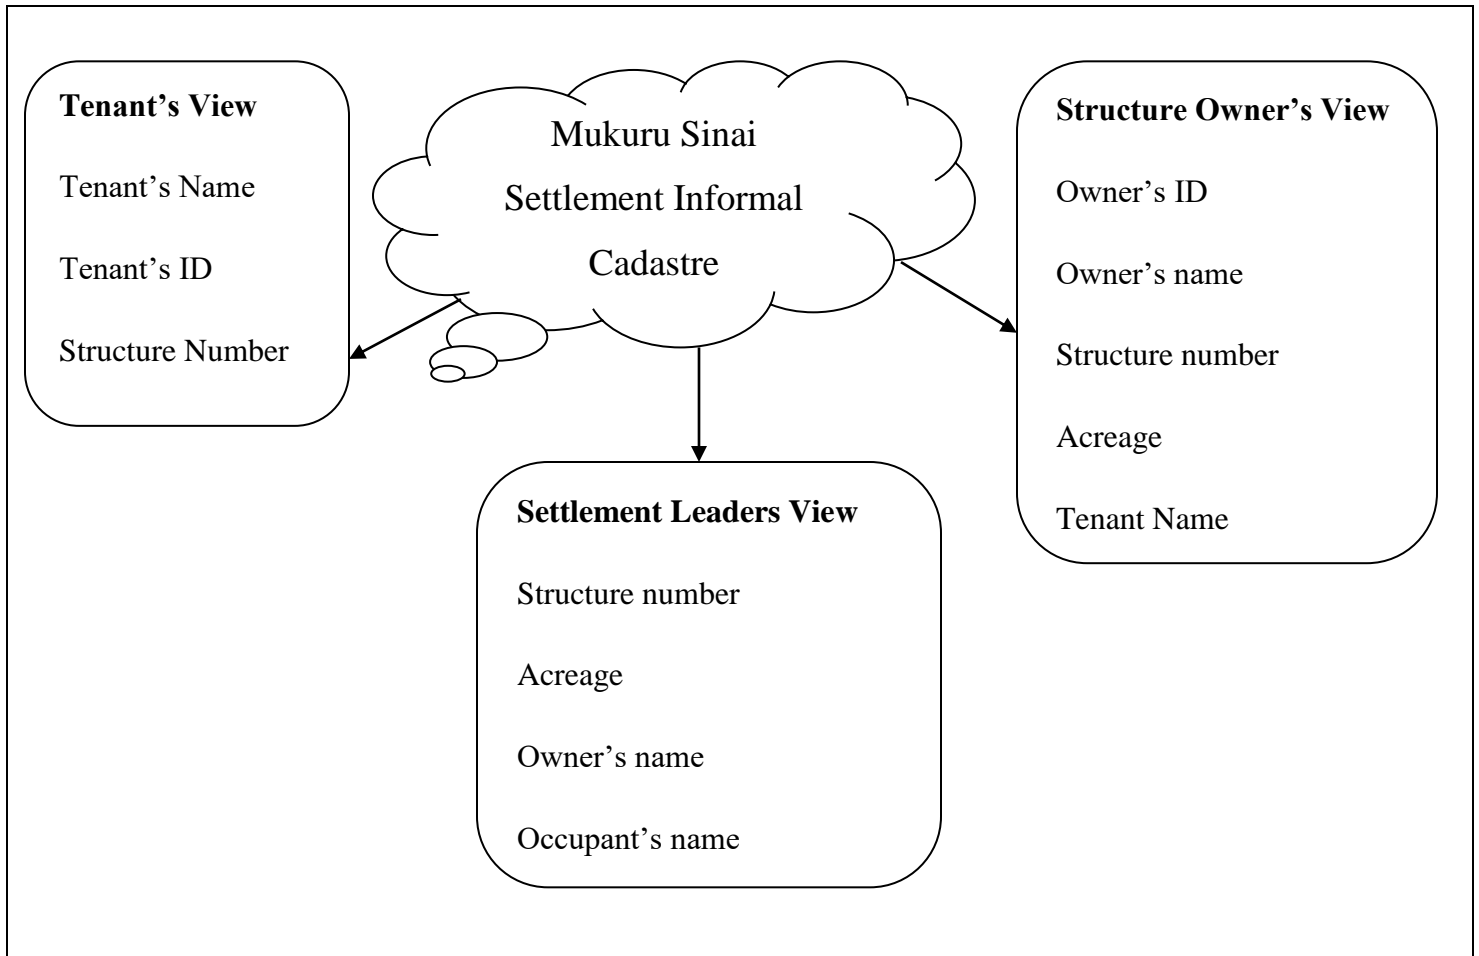 Tenant’s View
Tenant’s Name
Tenant’s ID
Structure Number
Mukuru Sinai
Settlement Informal
Cadastre
Structure Owner’s View
Owner’s ID
Owner’s name
Structure number
Acreage
Tenant Name
Settlement Leaders View
Structure number
Acreage
Owner’s name
Occupant’s name